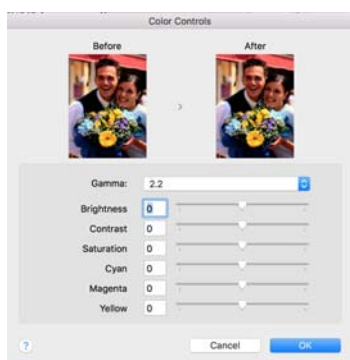 Color Controls
Before After
>
Gamma: 2.2
Brightness 0
Contrast 0
Saturation 0
Cyan 0
Magenta 0
Yellow 0
? Cancel OK